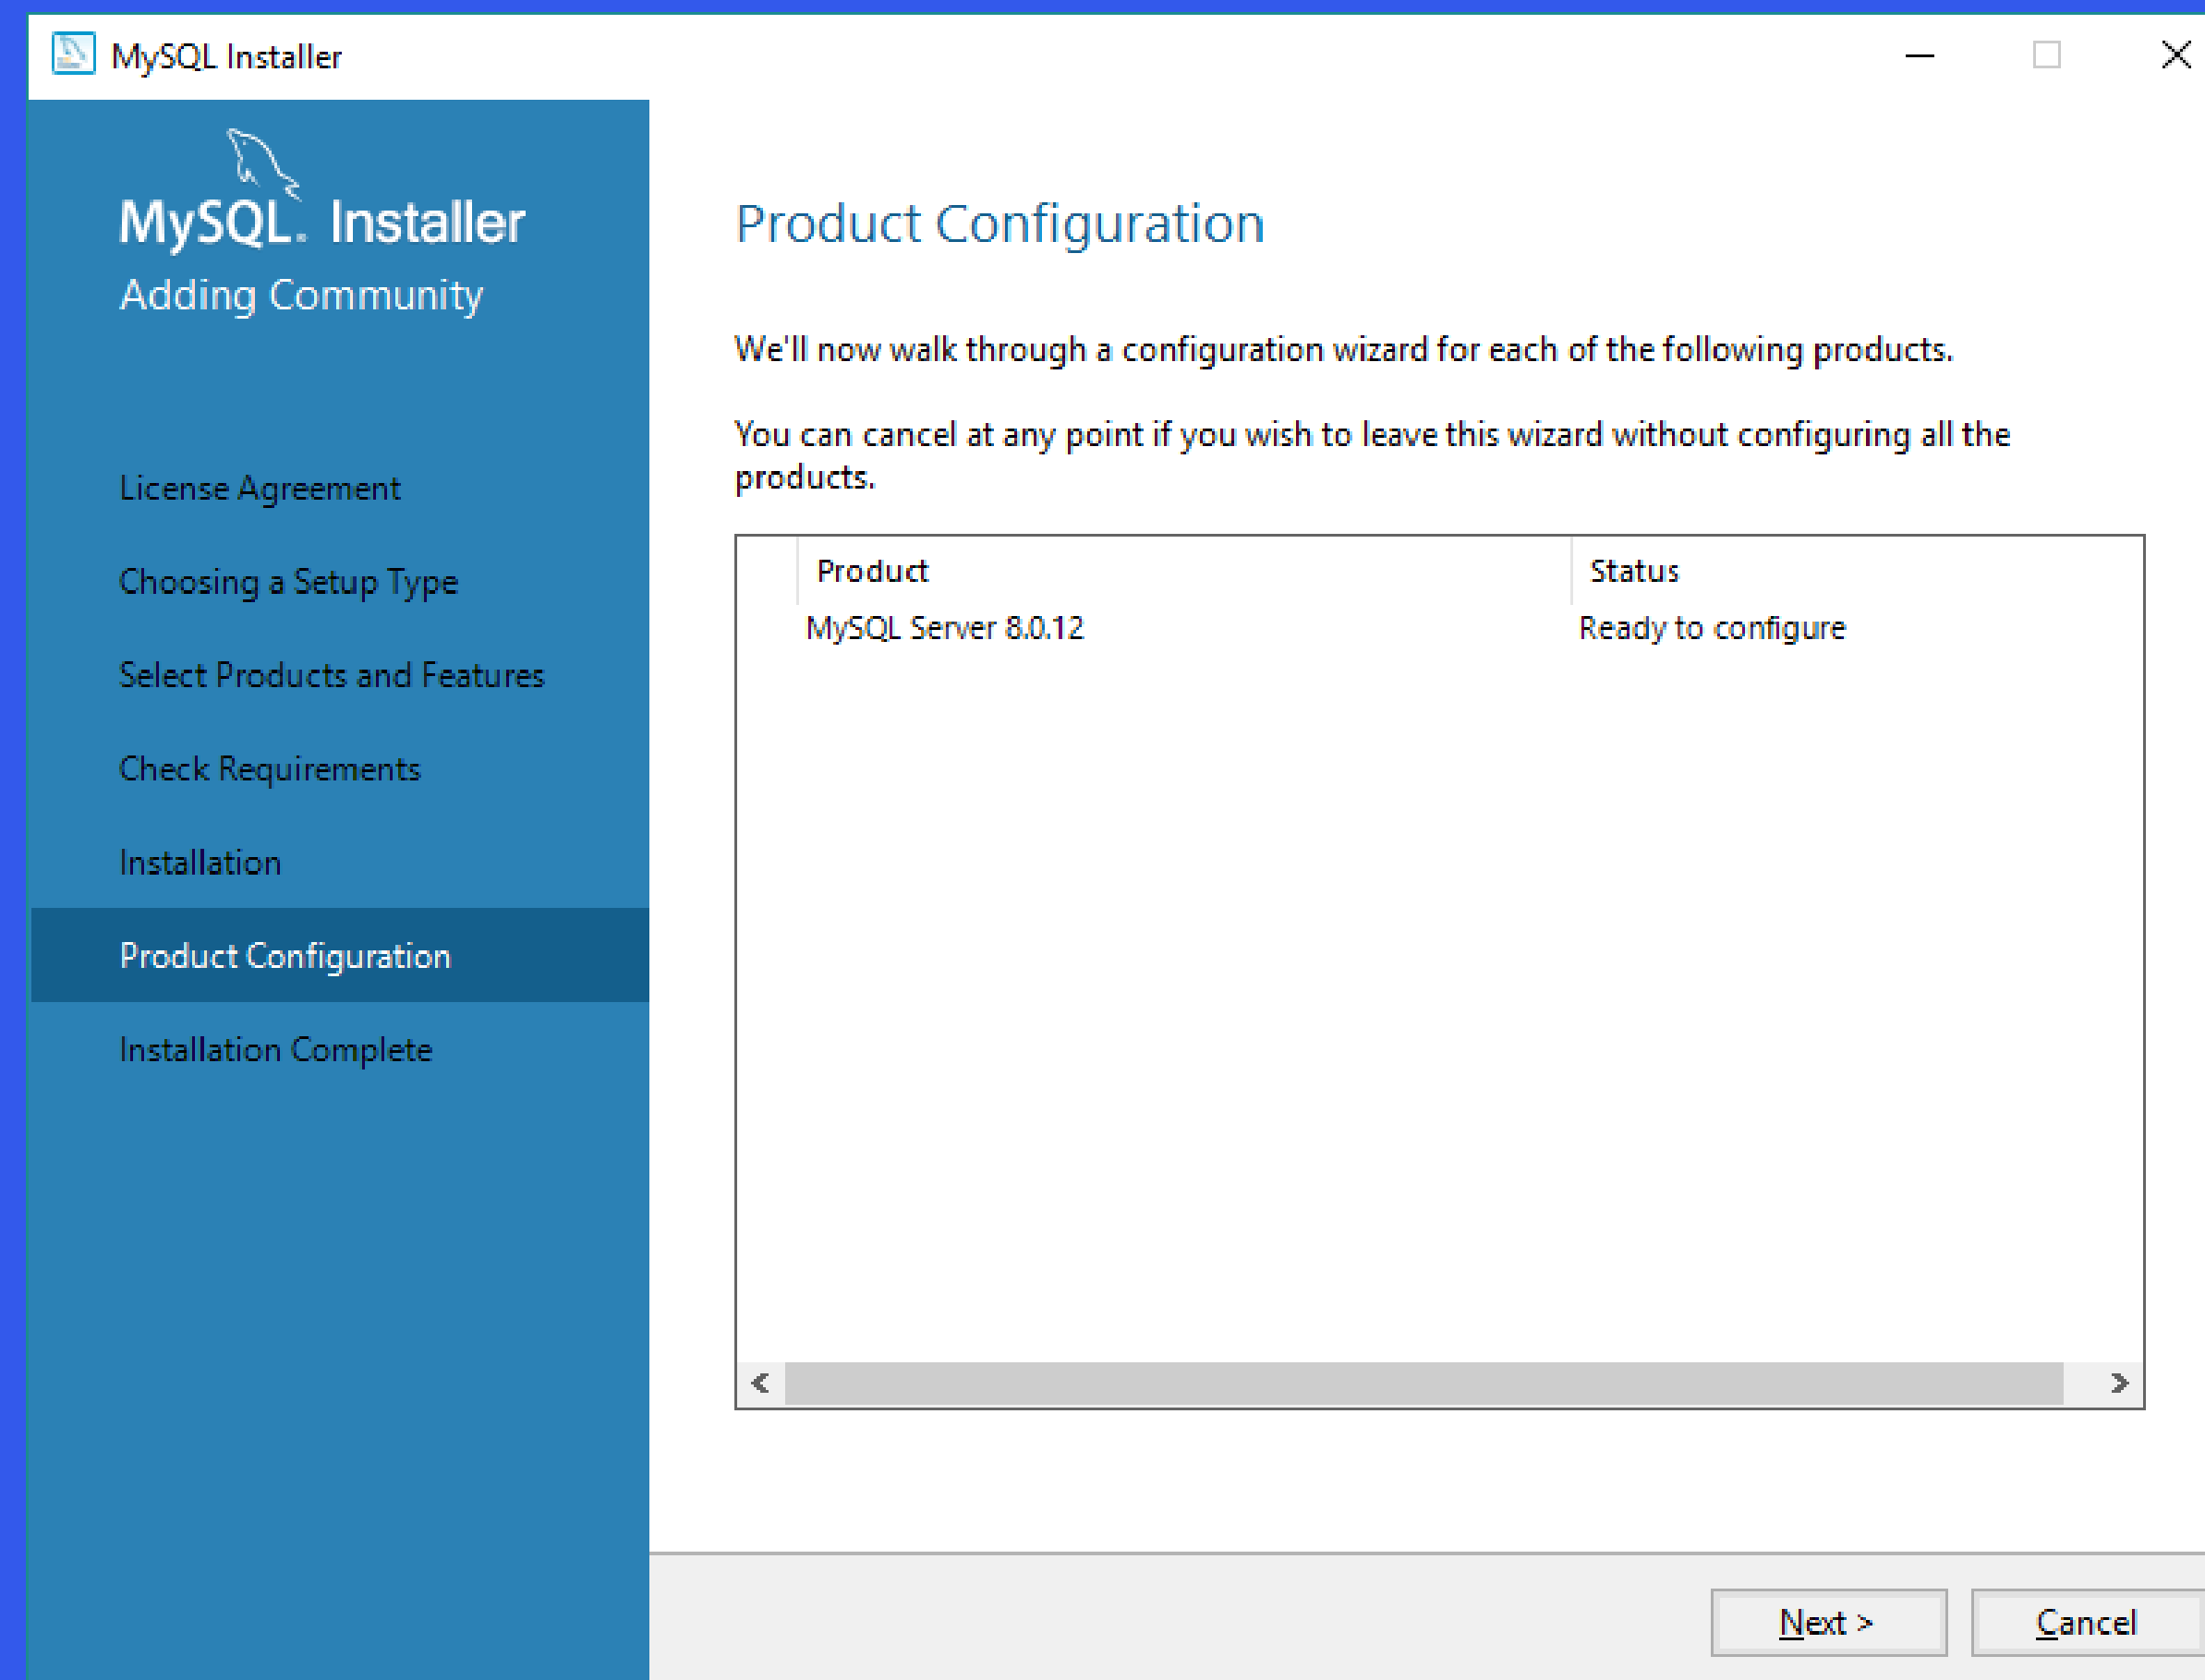 MySQL Installer
MySQL. Installer
Adding Community
License Agreement
Choosing a Setup Type
Select Products and Features
Check Requirements
Installation
Product Configuration
Installation Complete
Product Configuration
We'll now walk through a configuration wizard for each of the following products.
You can cancel at any point if you wish to leave this wizard without configuring all the
products.
Product Status
MySQL Server 8.0.12 Ready to configure
Next > Cancel